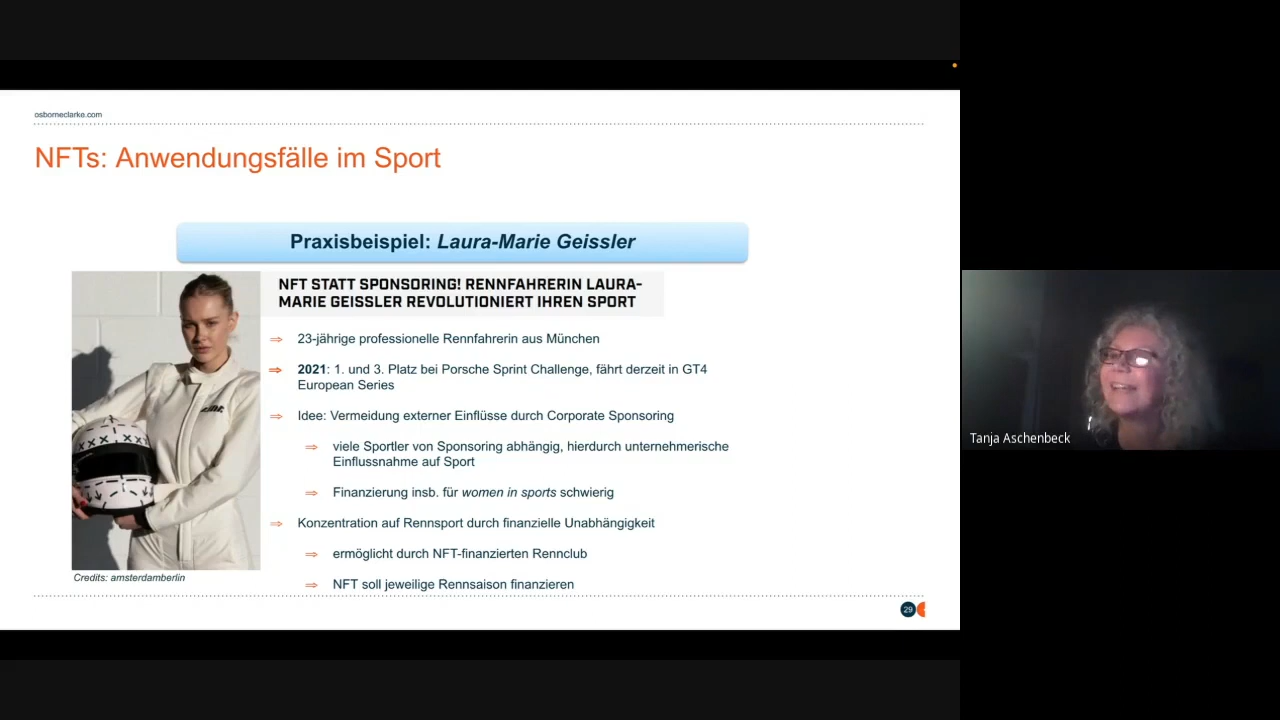 osborneclarke.com
NFTs: Anwendungsfälle im Sport
Praxisbeispiel: Laura-Marie Geissler
NFT STATT SPONSORING! RENNFAHRERIN LAURA-
MARIE GEISSLER REVOLUTIONIERT IHREN SPORT
⇒ 23-jährige professionelle Rennfahrerin aus München
⇒ 2021: 1. und 3. Platz bei Porsche Sprint Challenge, fährt derzeit in GT4
European Series
⇒ Idee: Vermeidung externer Einflüsse durch Corporate Sponsoring
⇒ viele Sportler von Sponsoring abhängig, hierdurch unternehmerische
Einflussnahme auf Sport
⇒ Finanzierung insb. für women in sports schwierig
⇒ Konzentration auf Rennsport durch finanzielle Unabhängigkeit
⇒ ermöglicht durch NFT-finanzierten Rennclub
⇒ NFT soll jeweilige Rennsaison finanzieren
Credits: amsterdamberlin
29
Tanja Aschenbeck